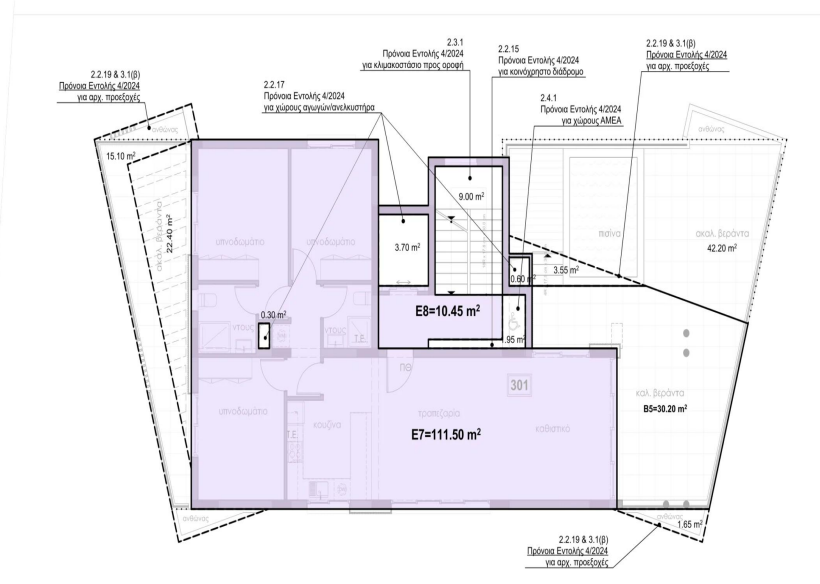 2.3.1
Πρόνοια Εντολής 4/2024
για κλιμακοστάσιο προς οροφή
2.2.15
Πρόνοια Εντολής 4/2024
για κοινόχρηστο διάδρομο
2.2.19 & 3.1(β)
Πρόνοια Εντολής 4/2024
για αρχ. προεξοχές
2.2.19 & 3.1(β)
Πρόνοια Εντολής 4/2024
για αρχ. προεξοχές
2.2.17
Πρόνοια Εντολής 4/2024
για χώρους αγωγών/ανελκυστήρα
2.4.1
Πρόνοια Εντολής 4/2024
για χώρους ΑΜΕΑ
ανθώνας
ανθώνας
15.10 m²
9.00 m²
ακαλ. βεράντα
22.40 m²
υπνοδωμάτιο
υπνοδωμάτιο
3.70 m²
πισίνα
ακαλ. βεράντα
42.20 m²
3.55 m²
0.60 m²
0.30 m²
ντους
ντους
Τ.Ε.
E8=10.45 m²
1.95 m²
ΠΘ
301
υπνοδωμάτιο
κουζίνα
τραπεζαρία
καθιστικό
Τ.Ε.
E7=111.50 m²
καλ. βεράντα
B5=30.20 m²
ανθώνας
ανθώνας
1.65 m²
2.2.19 & 3.1(β)
Πρόνοια Εντολής 4/2024
για αρχ. προεξοχές